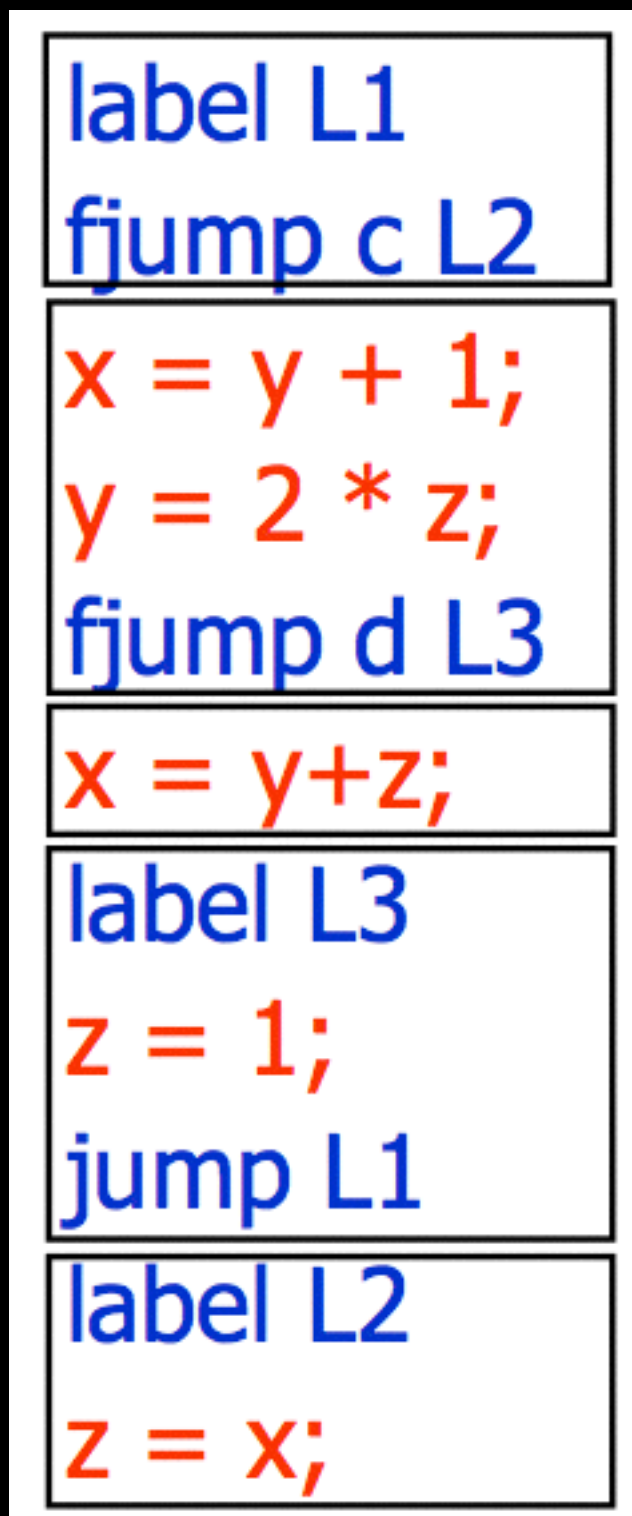 label L1
fjump c L2
x = y + 1;
y = 2 * z;
fjump d L3
x = y+z;
label L3
z = 1;
jump L1
label L2
z = x;